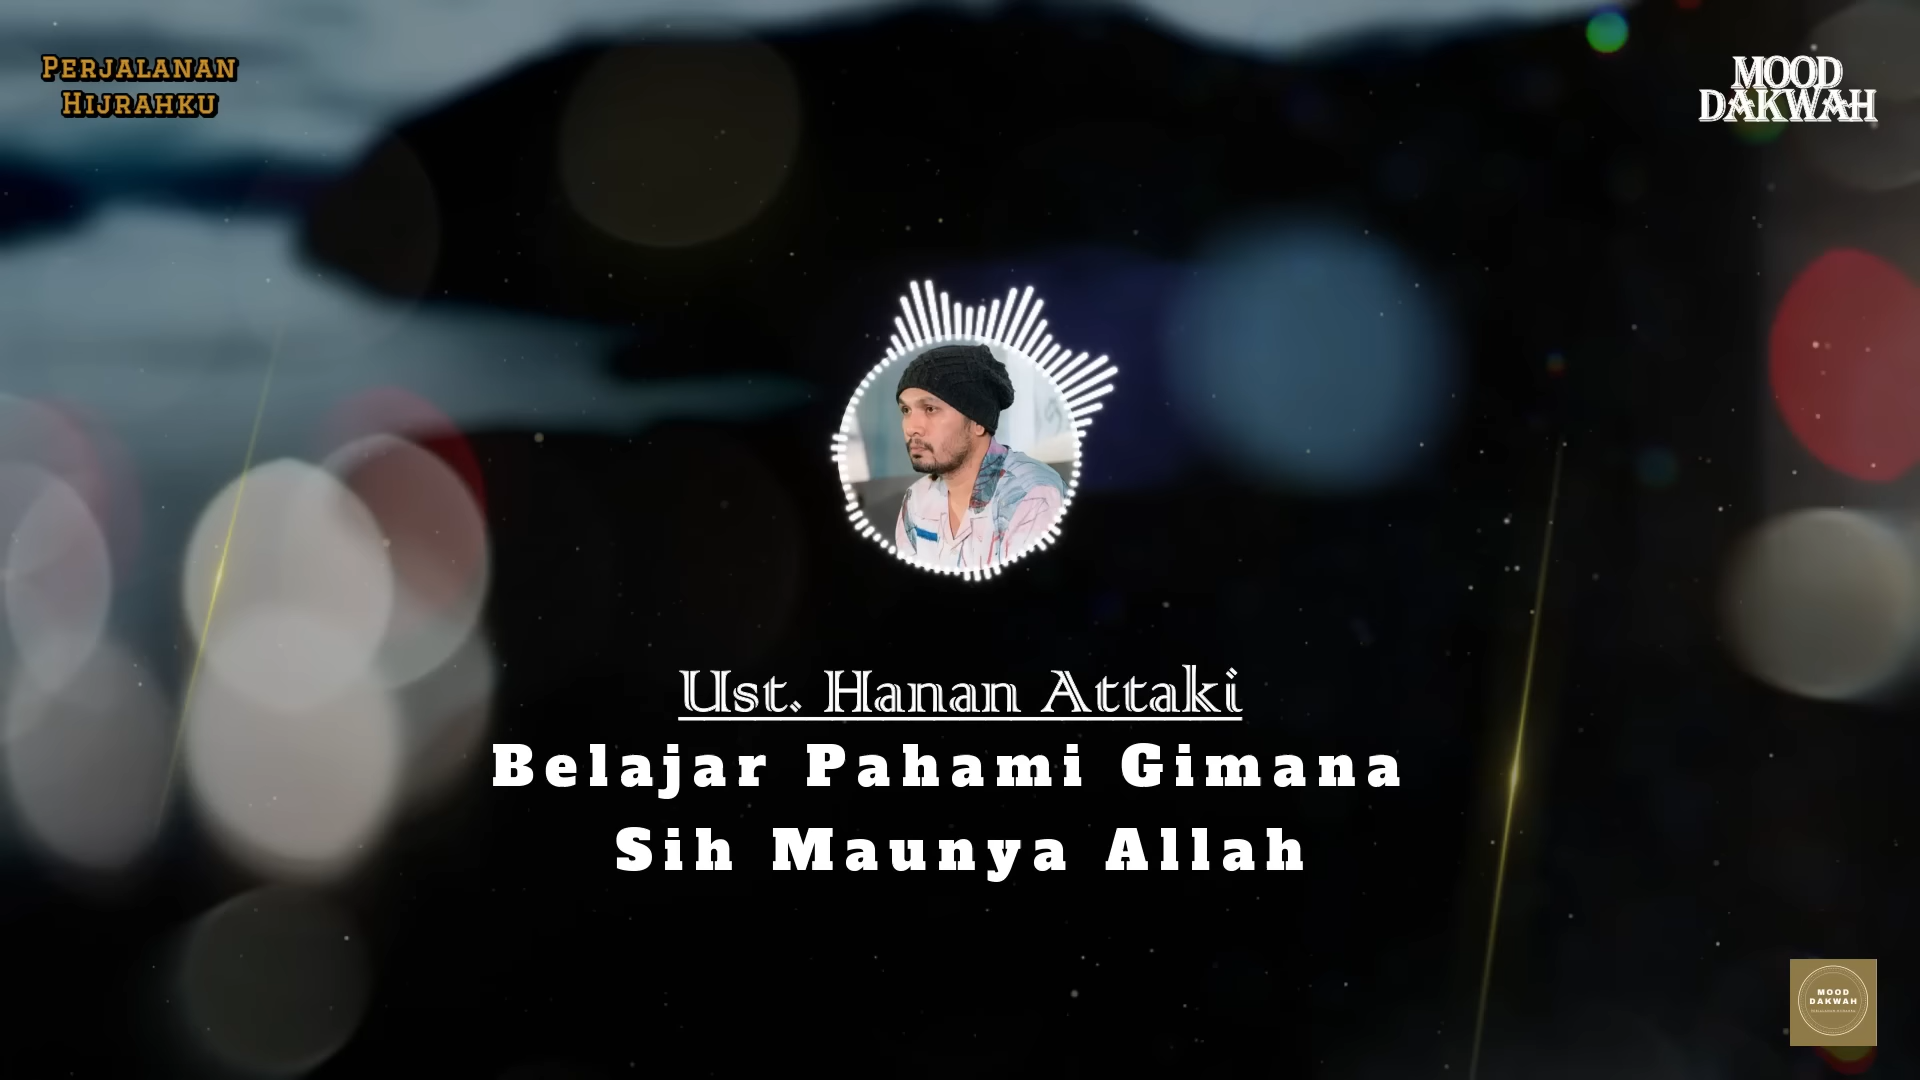 PERJALANAN
HIJRAHKU
MOOD
DAKWAH
Ust. Hanan Attaki
Belajar Pahami Gimana
Sih Maunya Allah
MOOD
DAKWAH